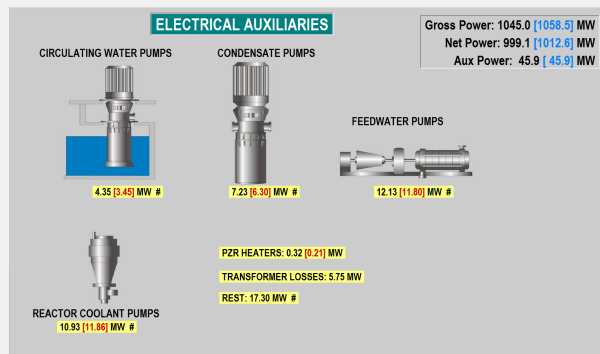 ELECTRICAL AUXILIARIES
Gross Power: 1045.0 [1058.5] MW
Net Power: 999.1 [1012.6] MW
Aux Power: 45.9 [ 45.9] MW
CIRCULATING WATER PUMPS
CONDENSATE PUMPS
FEEDWATER PUMPS
4.35 [3.45] MW #
7.23 [6.30] MW #
12.13 [11.80] MW #
PZR HEATERS: 0.32 [0.21] MW
TRANSFORMER LOSSES: 5.75 MW
REST: 17.30 MW #
REACTOR COOLANT PUMPS
10.93 [11.86] MW #